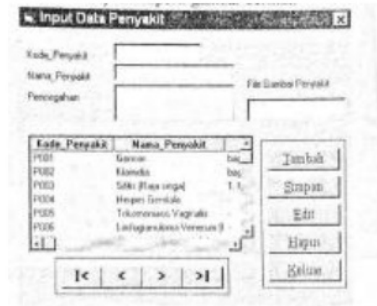 Input Data Penyakit
Kode_Penyakit
Nama_Penyakit
File Gambar Penyakit
Pencegahan
Kode_Penyakit Nama_Penyakit
P001 Gonore
P002 Klamidia
P003 Sifilis (Raja singa)
P004 Herpes Genitalis
P005 Trikomoniasis Vaginalis
P006 Limfogranuloma Venereum
Tambah
Simpan
Edit
Hapus
Keluar
|< < > >|